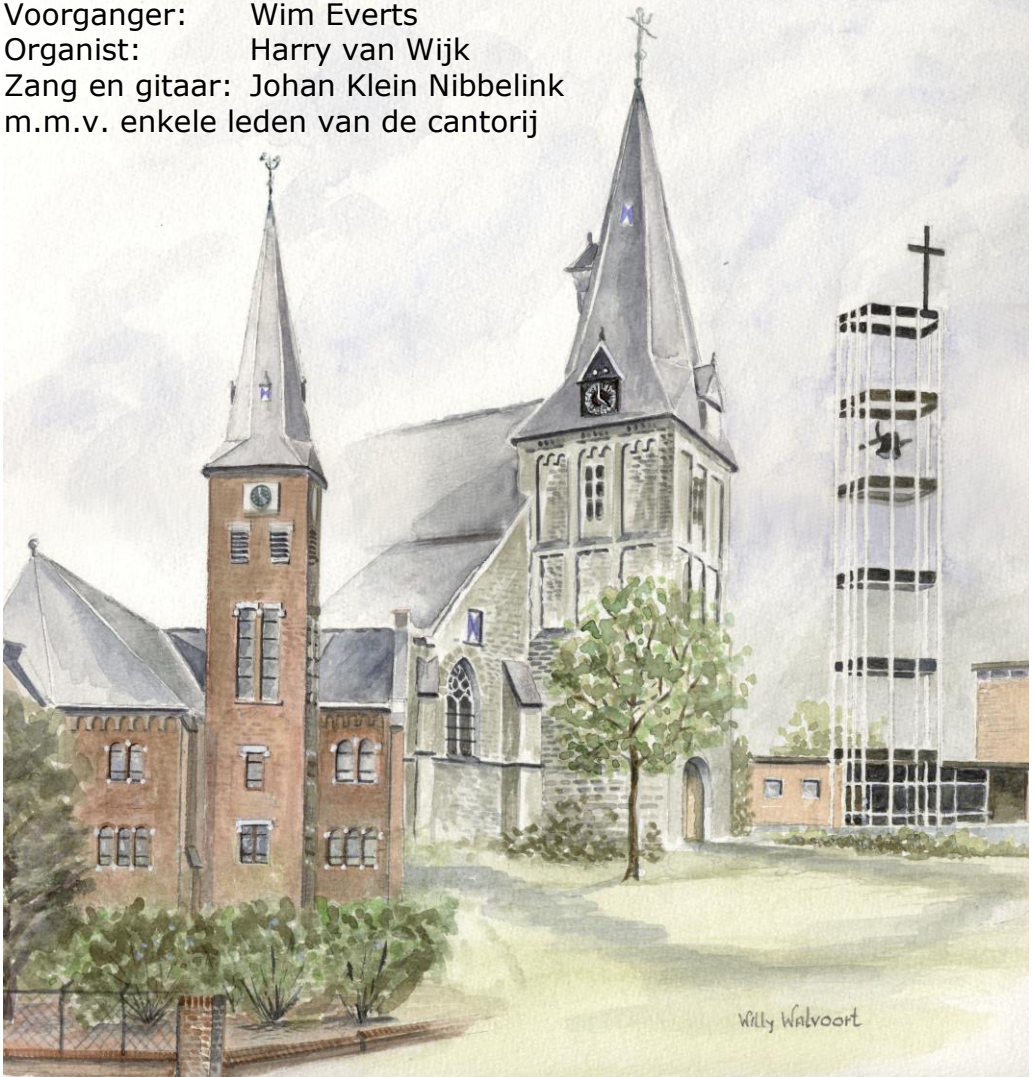 Voorganger: Wim Everts
Organist: Harry van Wijk
Zang en gitaar: Johan Klein Nibbelink
m.m.v. enkele leden van de cantorij
Willy Walvoort